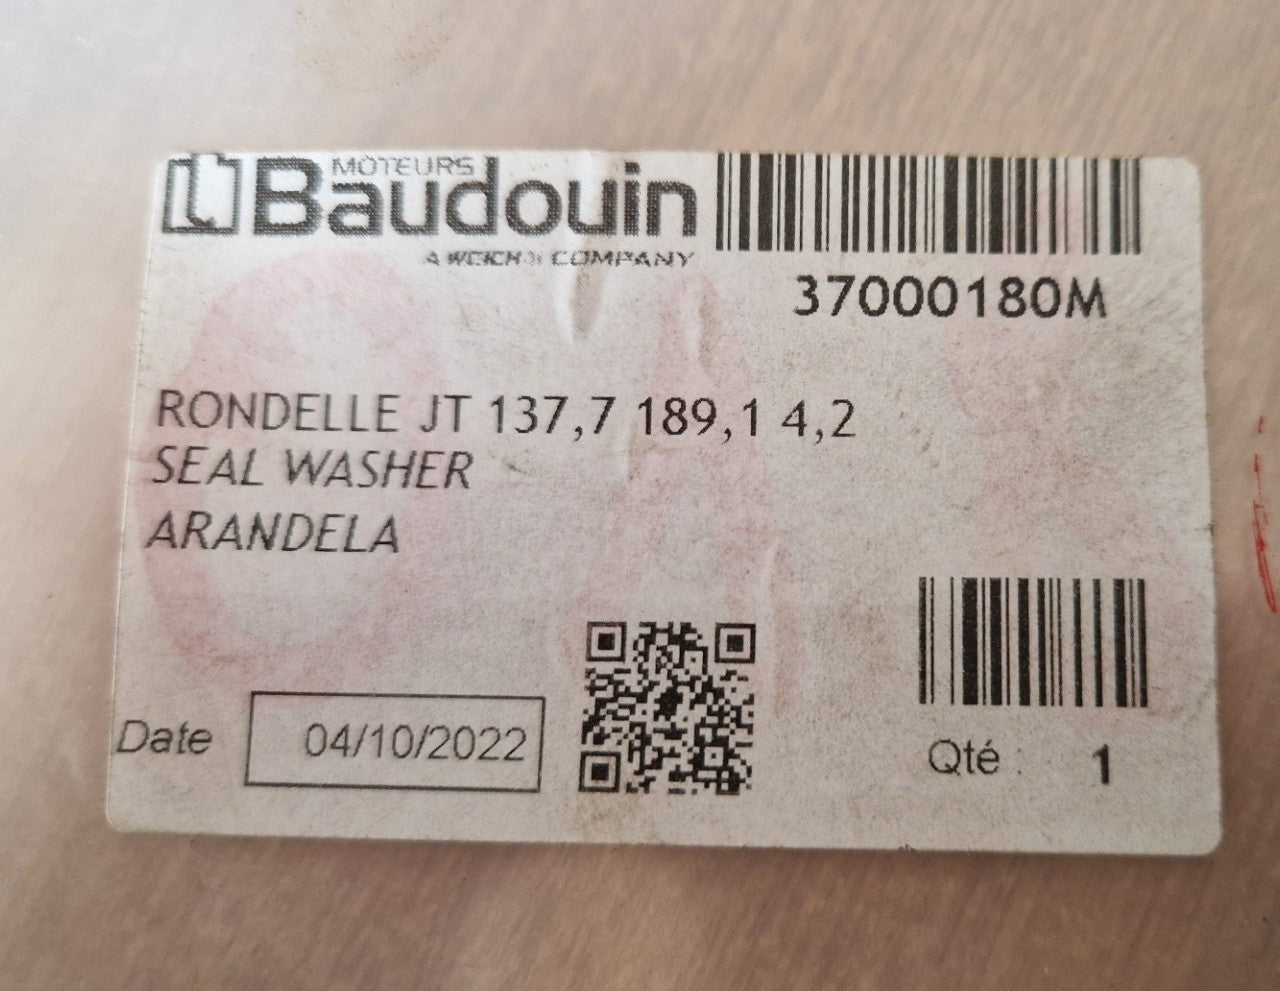 MOTEURS
Baudouin
A WEICHAI COMPANY
37000180M
RONDELLE JT 137,7 189,1 4,2
SEAL WASHER
ARANDELA
Date 04/10/2022
Qté : 1